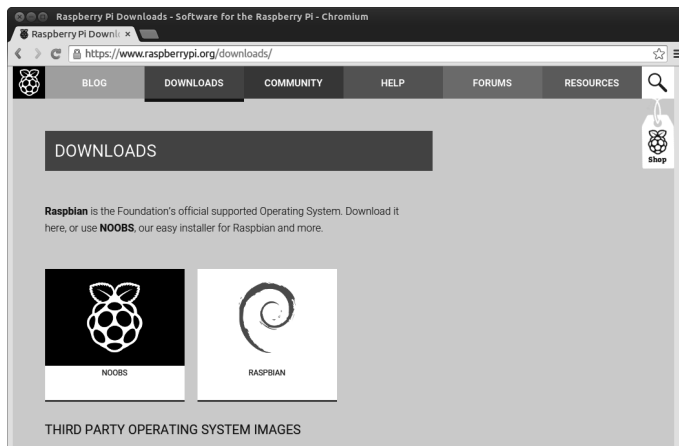 Raspberry Pi Downloads - Software for the Raspberry Pi - Chromium
Raspberry Pi Downlo
https://www.raspberrypi.org/downloads/
BLOG DOWNLOADS COMMUNITY HELP FORUMS RESOURCES
Shop
DOWNLOADS
Raspbian is the Foundation's official supported Operating System. Download it
here, or use NOOBS, our easy installer for Raspbian and more.
NOOBS RASPBIAN
THIRD PARTY OPERATING SYSTEM IMAGES